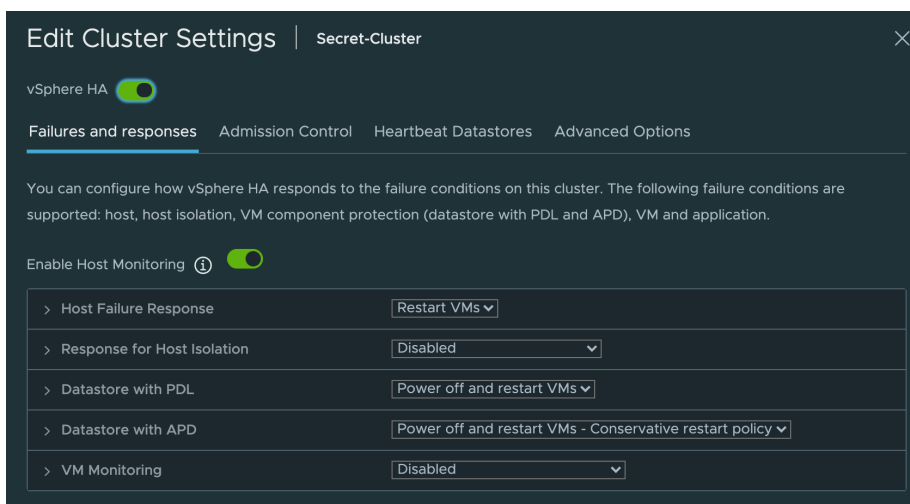 Edit Cluster Settings | Secret-Cluster
vSphere HA
Failures and responses Admission Control Heartbeat Datastores Advanced Options
You can configure how vSphere HA responds to the failure conditions on this cluster. The following failure conditions are
supported: host, host isolation, VM component protection (datastore with PDL and APD), VM and application.
Enable Host Monitoring
Host Failure Response Restart VMs
Response for Host Isolation Disabled
Datastore with PDL Power off and restart VMs
Datastore with APD Power off and restart VMs - Conservative restart policy
VM Monitoring Disabled